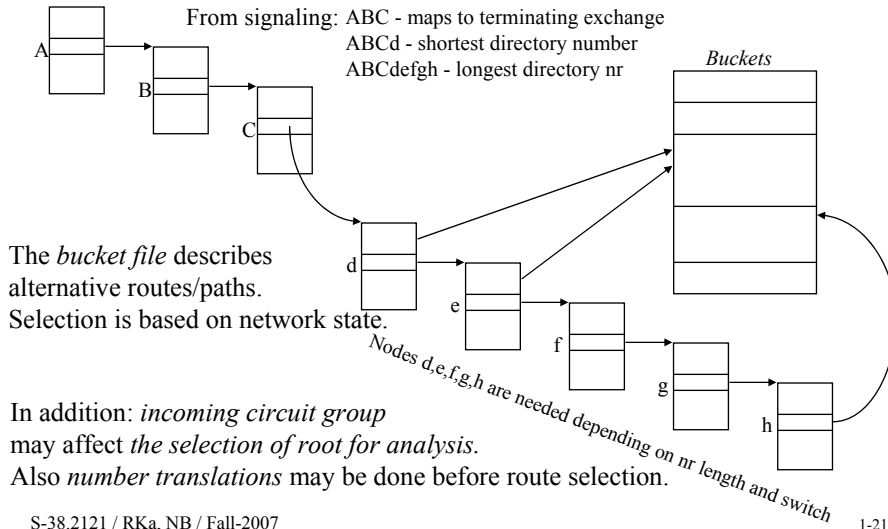 From signaling: ABC - maps to terminating exchange
ABCd - shortest directory number
ABCdefgh - longest directory nr
Buckets
A
B
C
d
e
f
g
h
The bucket file describes
alternative routes/paths.
Selection is based on network state.
Nodes d,e,f,g,h are needed depending on nr length and switch
In addition: incoming circuit group
may affect the selection of root for analysis.
Also number translations may be done before route selection.
S-38.2121 / RKa, NB / Fall-2007
1-21